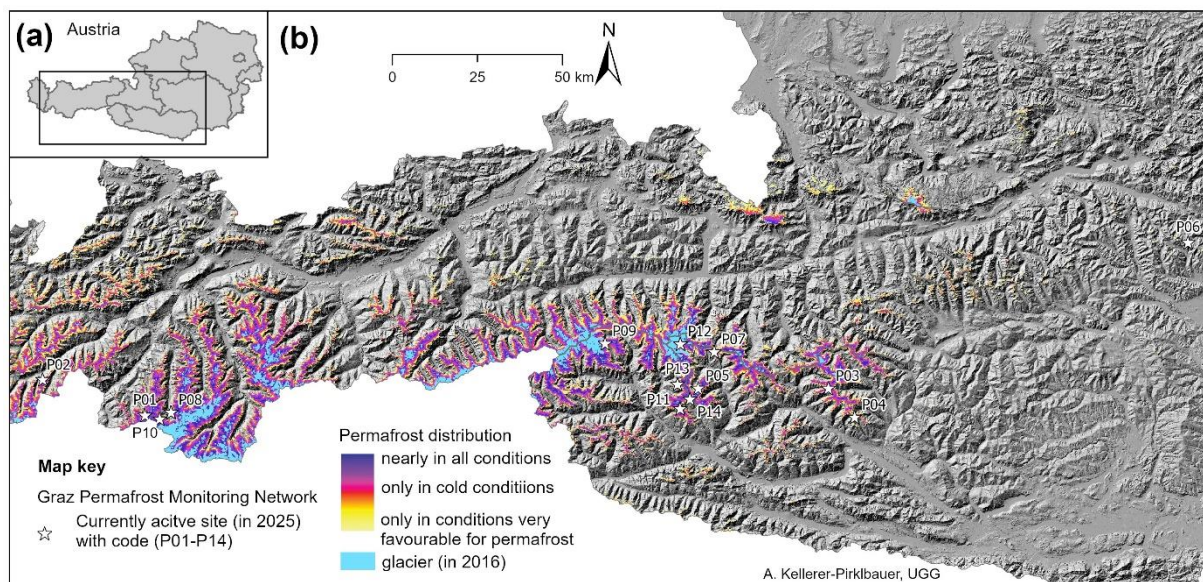 (a)
Austria
(b)
N
0 25 50 km
P06
P09
P12
P07
P02
P13
P05
P03
P01
P08
P11
P14
P04
P10
Permafrost distribution
nearly in all conditions
only in cold conditiions
only in conditions very
favourable for permafrost
glacier (in 2016)
Map key
Graz Permafrost Monitoring Network
Currently acitve site (in 2025)
with code (P01-P14)
A. Kellerer-Pirklbauer, UGG